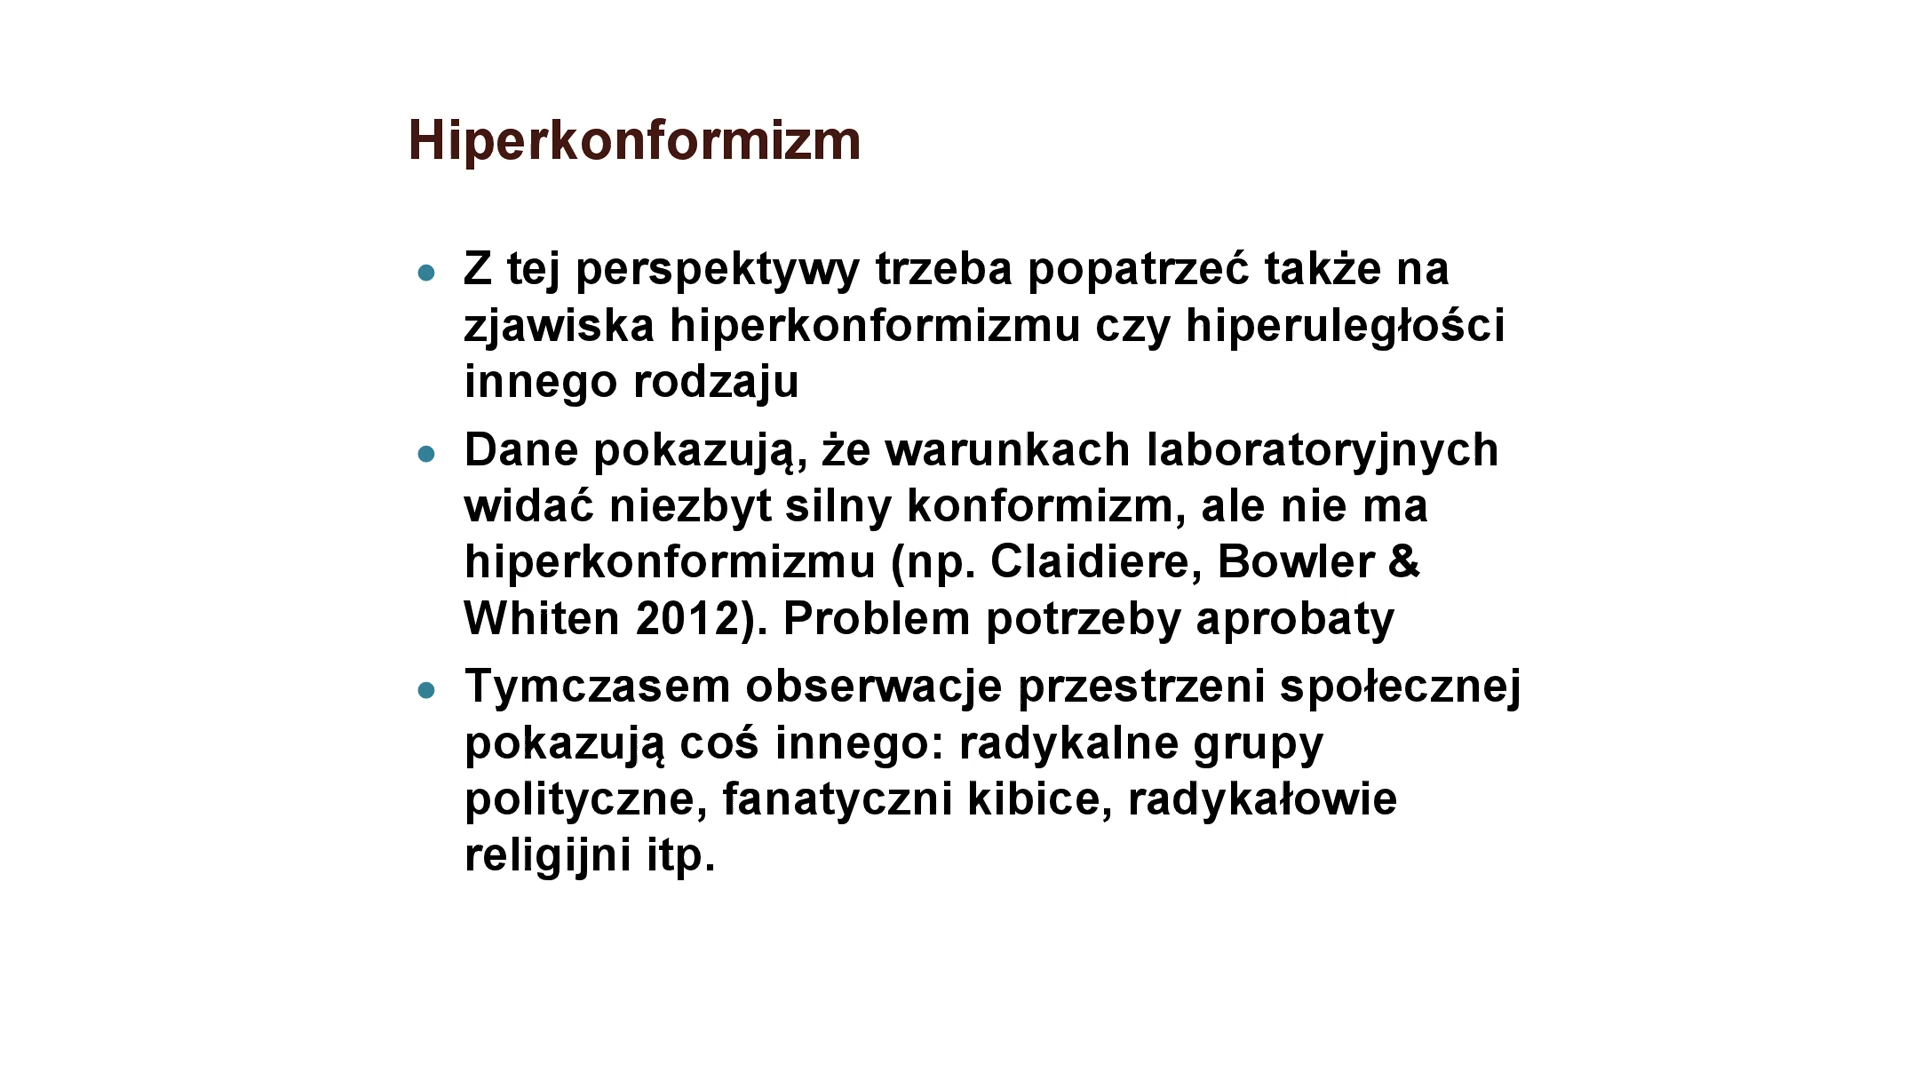 Hiperkonformizm
● Z tej perspektywy trzeba popatrzeć także na
zjawiska hiperkonformizmu czy hiperuległości
innego rodzaju
● Dane pokazują, że warunkach laboratoryjnych
widać niezbyt silny konformizm, ale nie ma
hiperkonformizmu (np. Claidiere, Bowler &
Whiten 2012). Problem potrzeby aprobaty
● Tymczasem obserwacje przestrzeni społecznej
pokazują coś innego: radykalne grupy
polityczne, fanatyczni kibice, radykałowie
religijni itp.